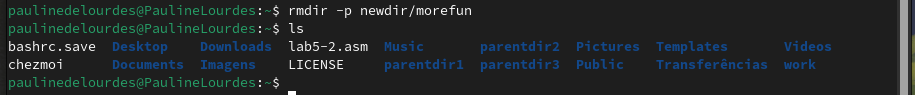 paulinedelourdes@PaulineLourdes:~$ rmdir -p newdir/morefun
paulinedelourdes@PaulineLourdes:~$ ls
bashrc.save  Desktop    Downloads  lab5-2.asm  Music       parentdir2  Pictures  Templates       Videos
chezmoi      Documents  Imagens    LICENSE     parentdir1  parentdir3  Public    Transferências  work
paulinedelourdes@PaulineLourdes:~$